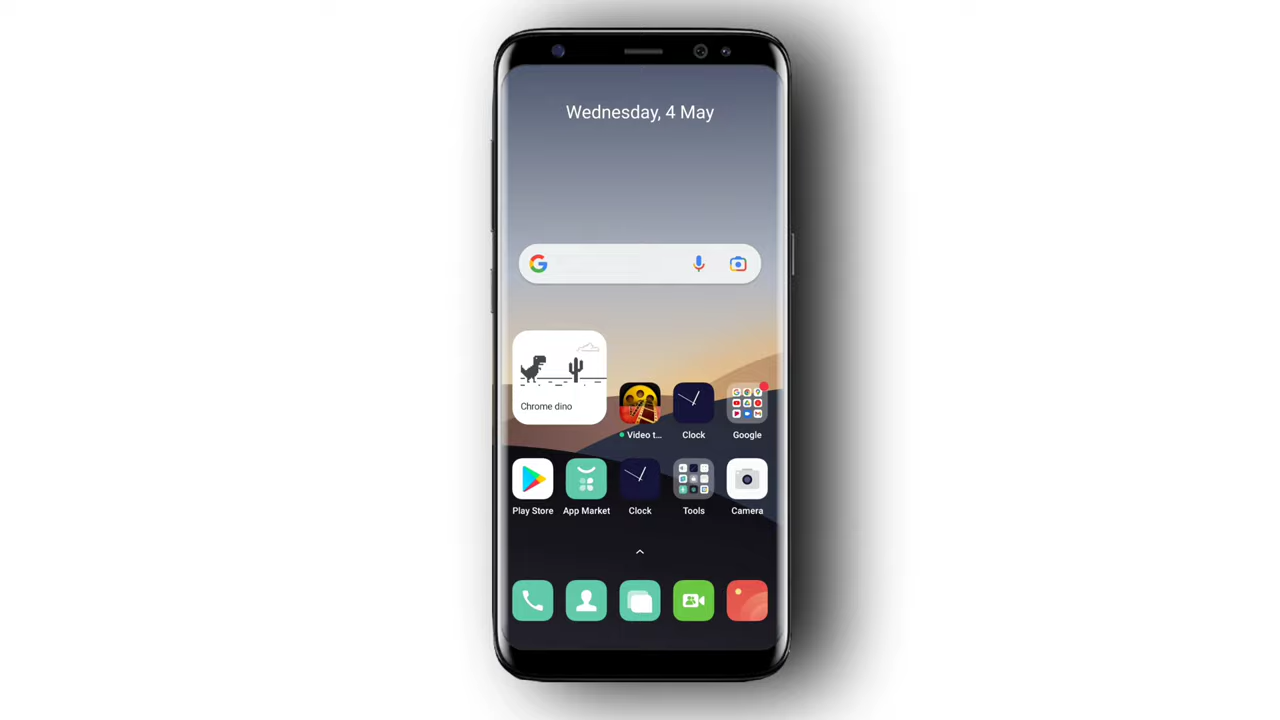 Wednesday, 4 May
Chrome dino
Video t...
Clock
Google
Play Store
App Market
Clock
Tools
Camera